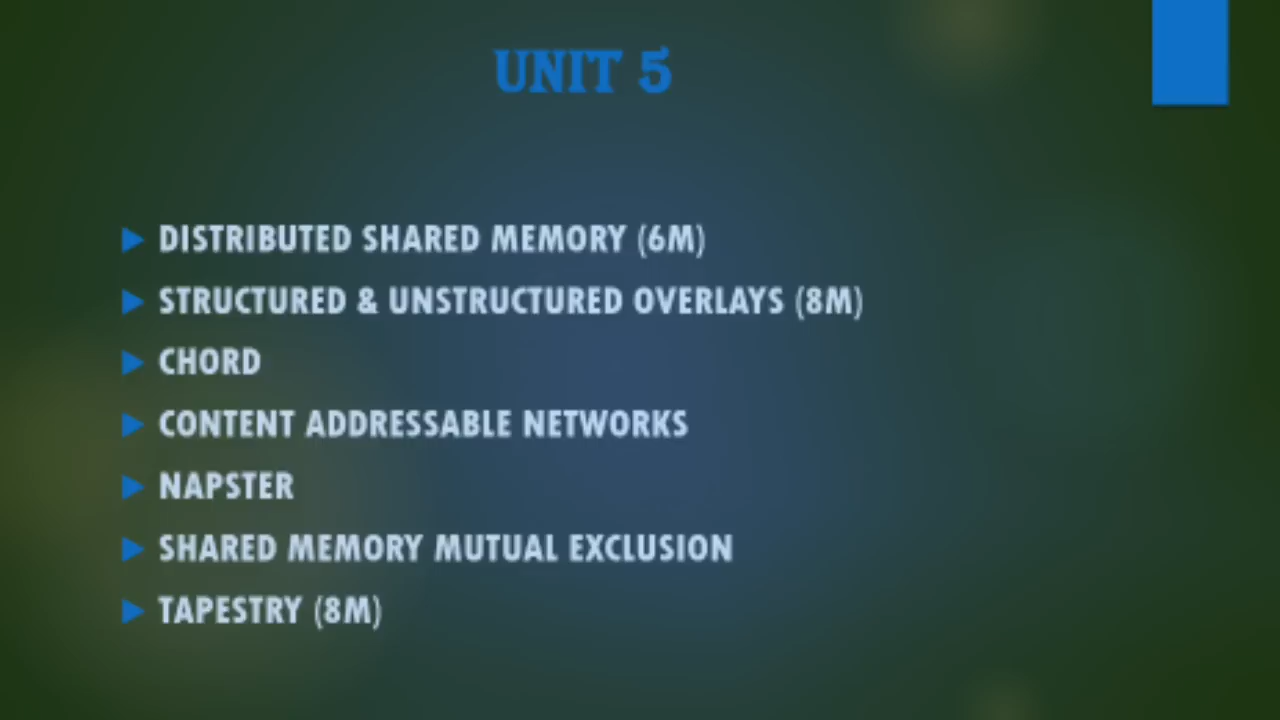 UNIT 5
DISTRIBUTED SHARED MEMORY (6M)
STRUCTURED & UNSTRUCTURED OVERLAYS (8M)
CHORD
CONTENT ADDRESSABLE NETWORKS
NAPSTER
SHARED MEMORY MUTUAL EXCLUSION
TAPESTRY (8M)